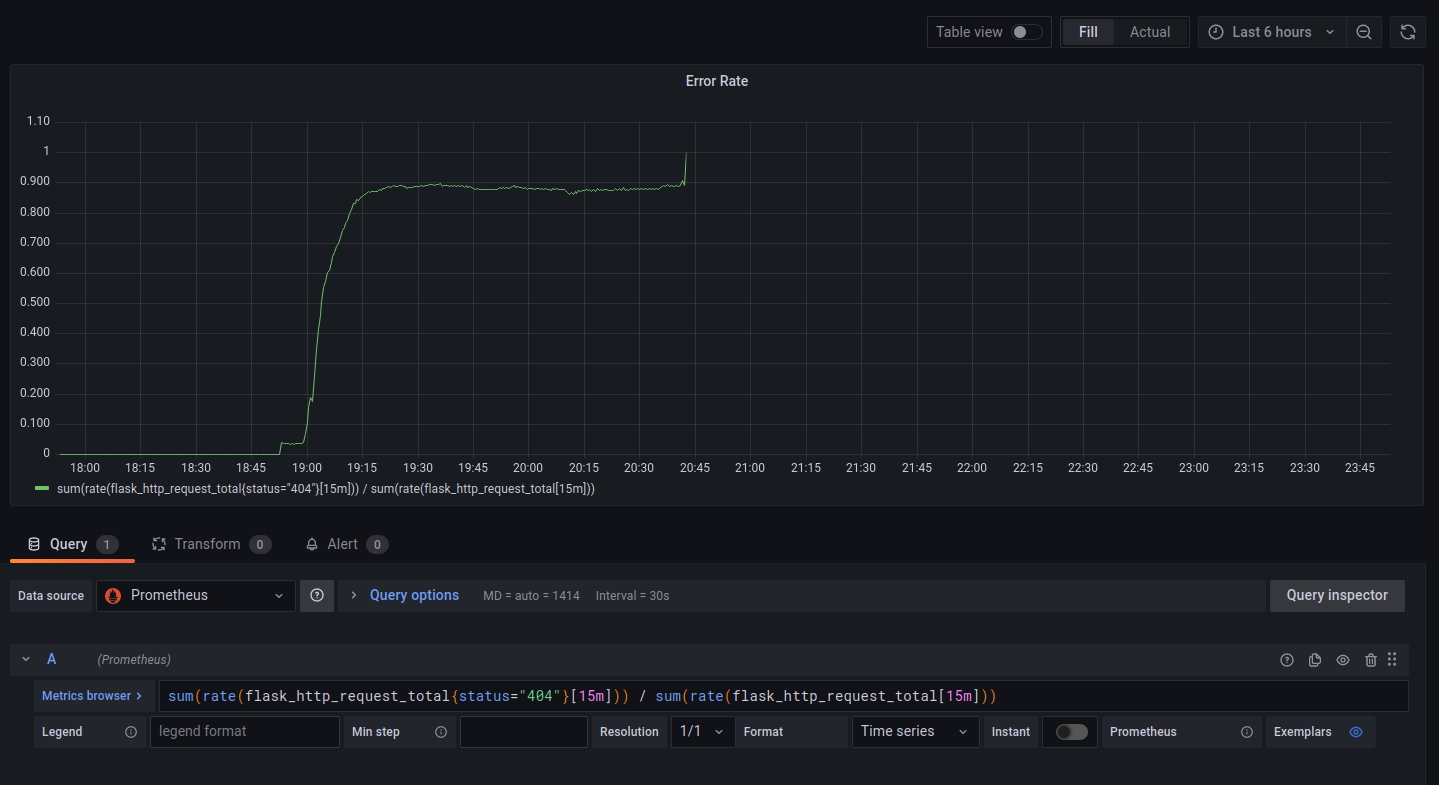 Table view Fill Actual Last 6 hours
Error Rate
1.10
1
0.900
0.800
0.700
0.600
0.500
0.400
0.300
0.200
0.100
0
18:00 18:15 18:30 18:45 19:00 19:15 19:30 19:45 20:00 20:15 20:30 20:45 21:00 21:15 21:30 21:45 22:00 22:15 22:30 22:45 23:00 23:15 23:30 23:45
sum(rate(flask_http_request_total{status="404"}[15m])) / sum(rate(flask_http_request_total[15m]))
Query 1 Transform 0 Alert 0
Data source Prometheus Query options MD = auto = 1414 Interval = 30s Query inspector
A (Prometheus)
Metrics browser sum(rate(flask_http_request_total{status="404"}[15m])) / sum(rate(flask_http_request_total[15m]))
Legend legend format Min step Resolution 1/1 Format Time series Instant Prometheus Exemplars